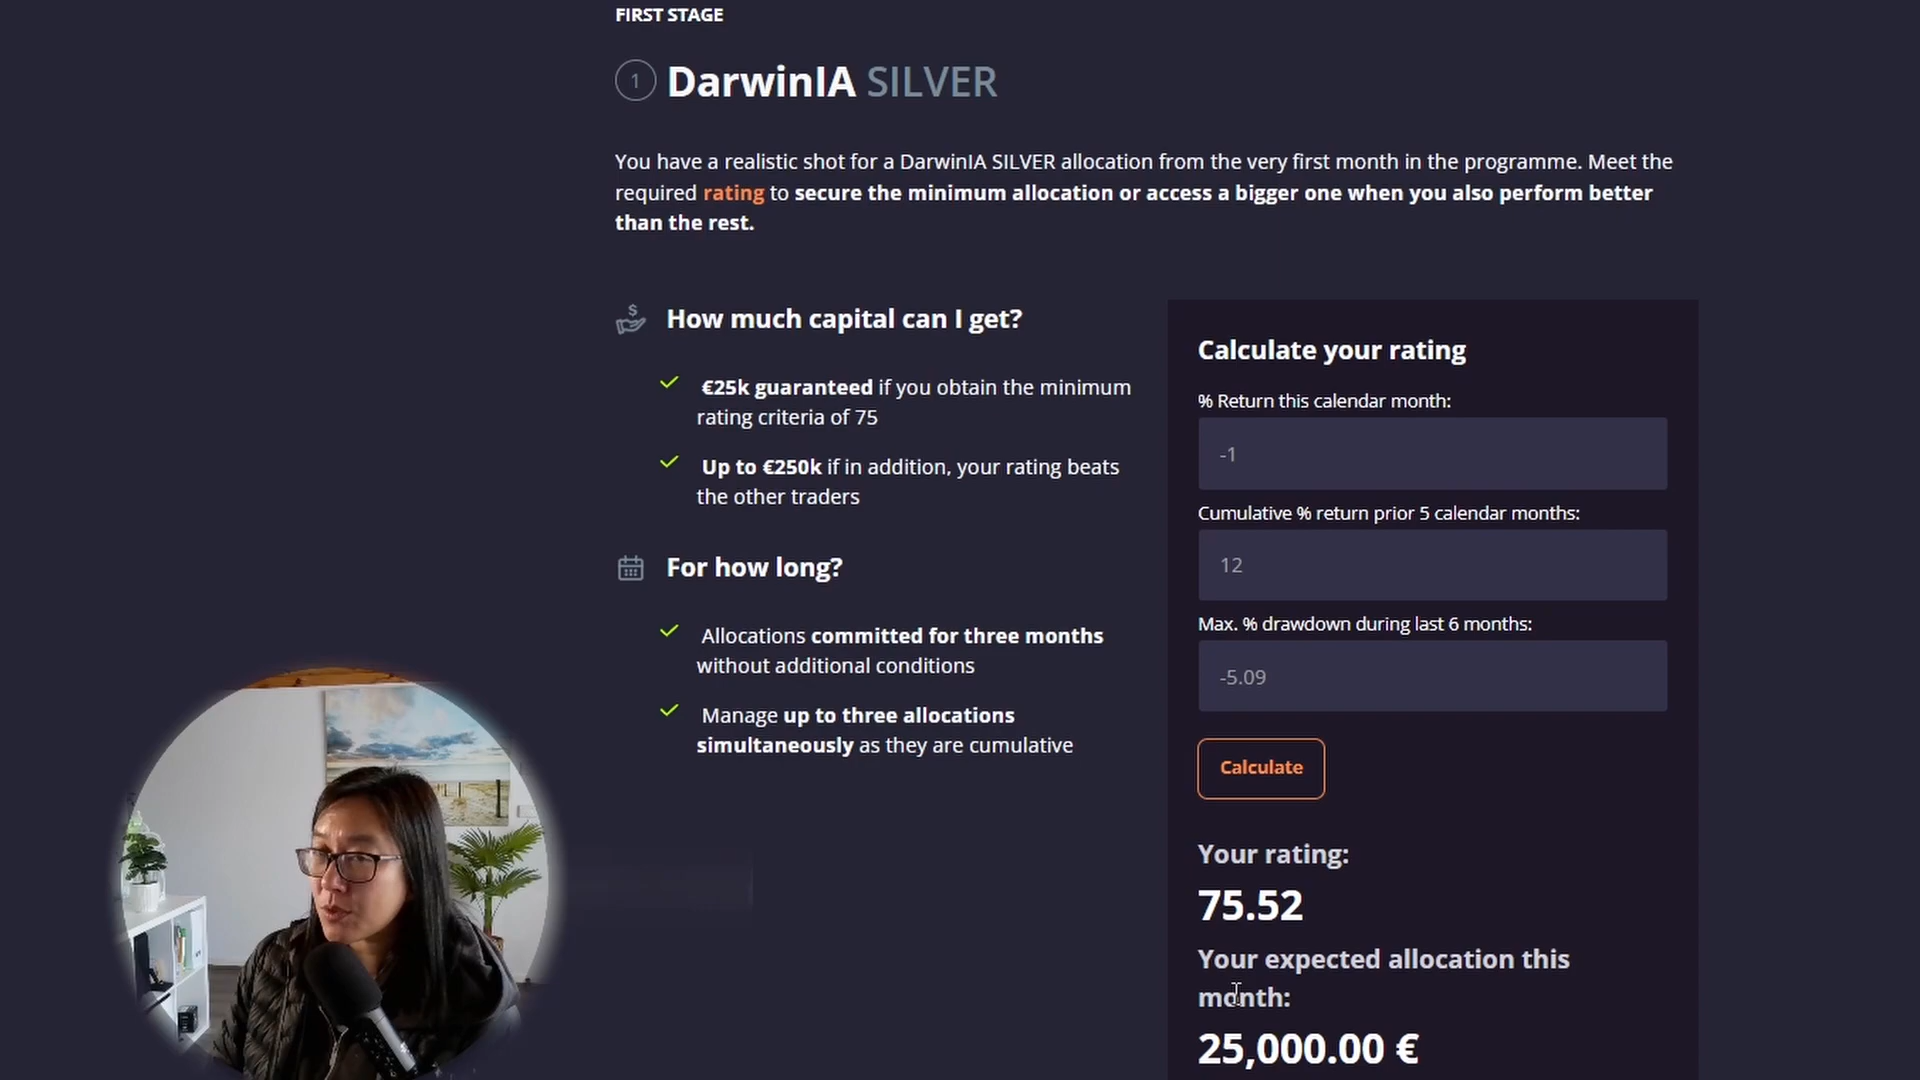 FIRST STAGE
1 DarwinIA SILVER
You have a realistic shot for a DarwinIA SILVER allocation from the very first month in the programme. Meet the
required rating to secure the minimum allocation or access a bigger one when you also perform better
than the rest.
How much capital can I get?
€25k guaranteed if you obtain the minimum
rating criteria of 75
Up to €250k if in addition, your rating beats
the other traders
For how long?
Allocations committed for three months
without additional conditions
Manage up to three allocations
simultaneously as they are cumulative
Calculate your rating
% Return this calendar month:
-1
Cumulative % return prior 5 calendar months:
12
Max. % drawdown during last 6 months:
-5.09
Calculate
Your rating:
75.52
Your expected allocation this
month:
25,000.00 €